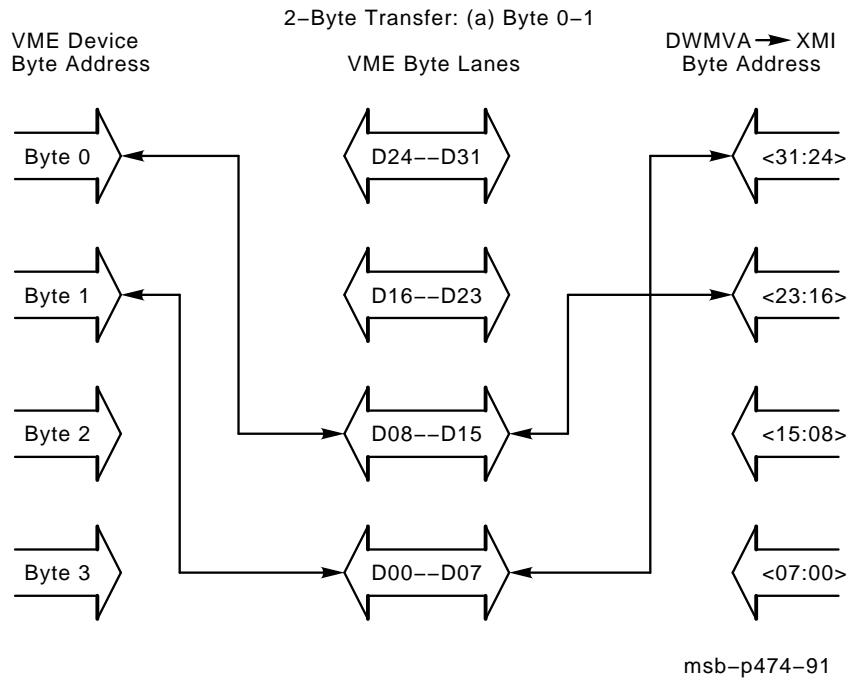 2−Byte Transfer: (a) Byte 0−1
VME Device
Byte Address
VME Byte Lanes
DWMVA → XMI
Byte Address
Byte 0
D24−−D31
<31:24>
Byte 1
D16−−D23
<23:16>
Byte 2
D08−−D15
<15:08>
Byte 3
D00−−D07
<07:00>
msb−p474−91